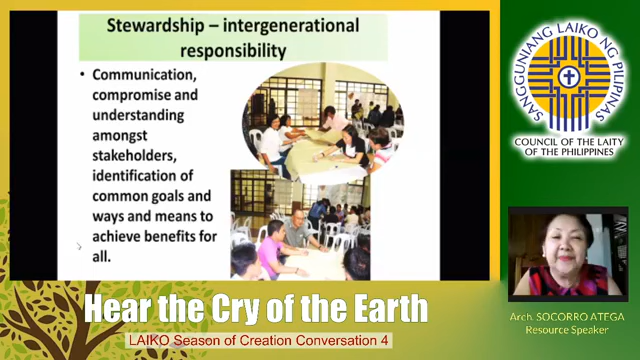 Stewardship – intergenerational
responsibility
• Communication,
compromise and
understanding
amongst
stakeholders,
identification of
common goals and
ways and means to
achieve benefits for
all.
SANGGUNIANG LAIKO NG PILIPINAS
COUNCIL OF THE LAITY
OF THE PHILIPPINES
Arch. SOCORRO ATEGA
Resource Speaker
Hear the Cry of the Earth
LAIKO Season of Creation Conversation 4